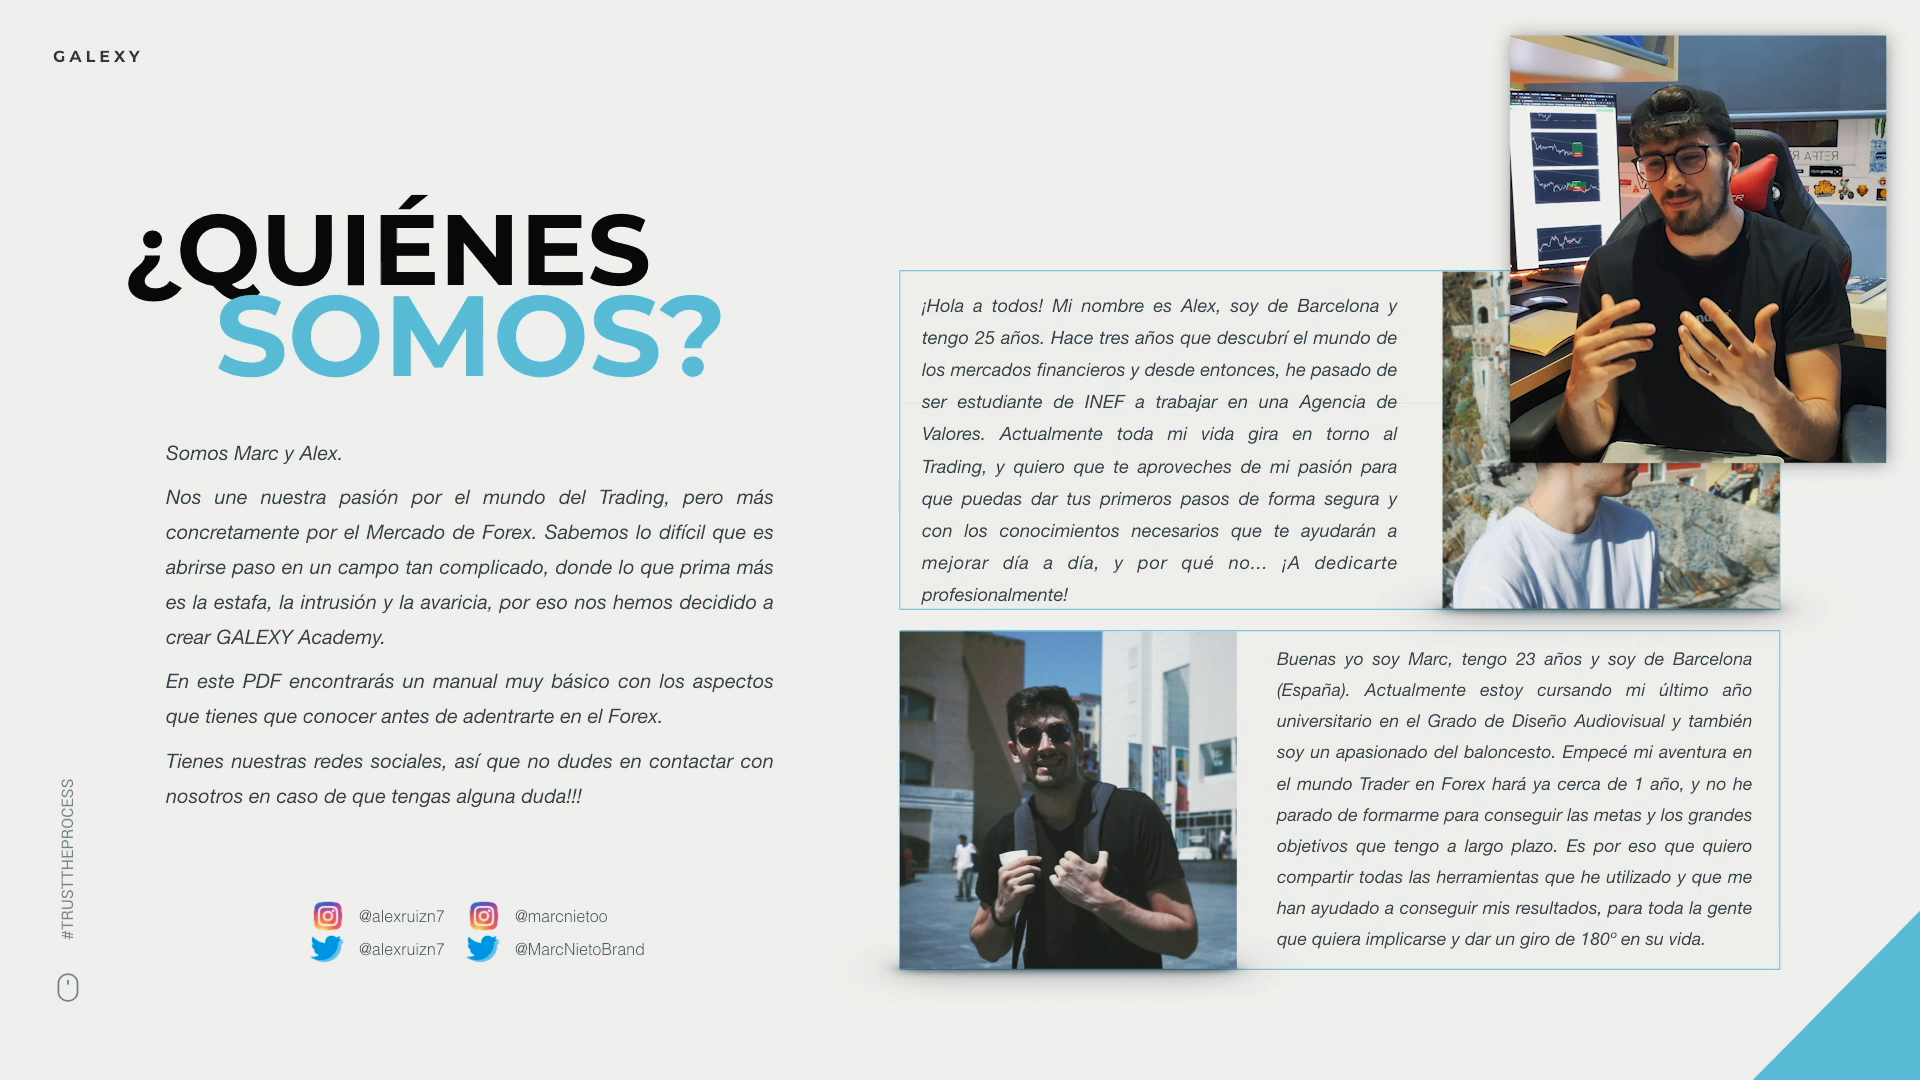 GALEXY
¿QUIÉNES
SOMOS?
Somos Marc y Alex.
Nos une nuestra pasión por el mundo del Trading, pero más
concretamente por el Mercado de Forex. Sabemos lo difícil que es
abrirse paso en un campo tan complicado, donde lo que prima más
es la estafa, la intrusión y la avaricia, por eso nos hemos decidido a
crear GALEXY Academy.
En este PDF encontrarás un manual muy básico con los aspectos
que tienes que conocer antes de adentrarte en el Forex.
Tienes nuestras redes sociales, así que no dudes en contactar con
nosotros en caso de que tengas alguna duda!!!
@alexruizn7 @marcnietoo
@alexruizn7 @MarcNietoBrand
#TRUSTTHEPROCESS
¡Hola a todos! Mi nombre es Alex, soy de Barcelona y
tengo 25 años. Hace tres años que descubrí el mundo de
los mercados financieros y desde entonces, he pasado de
ser estudiante de INEF a trabajar en una Agencia de
Valores. Actualmente toda mi vida gira en torno al
Trading, y quiero que te aproveches de mi pasión para
que puedas dar tus primeros pasos de forma segura y
con los conocimientos necesarios que te ayudarán a
mejorar día a día, y por qué no... ¡A dedicarte
profesionalmente!
Buenas yo soy Marc, tengo 23 años y soy de Barcelona
(España). Actualmente estoy cursando mi último año
universitario en el Grado de Diseño Audiovisual y también
soy un apasionado del baloncesto. Empecé mi aventura en
el mundo Trader en Forex hará ya cerca de 1 año, y no he
parado de formarme para conseguir las metas y los grandes
objetivos que tengo a largo plazo. Es por eso que quiero
compartir todas las herramientas que he utilizado y que me
han ayudado a conseguir mis resultados, para toda la gente
que quiera implicarse y dar un giro de 180º en su vida.